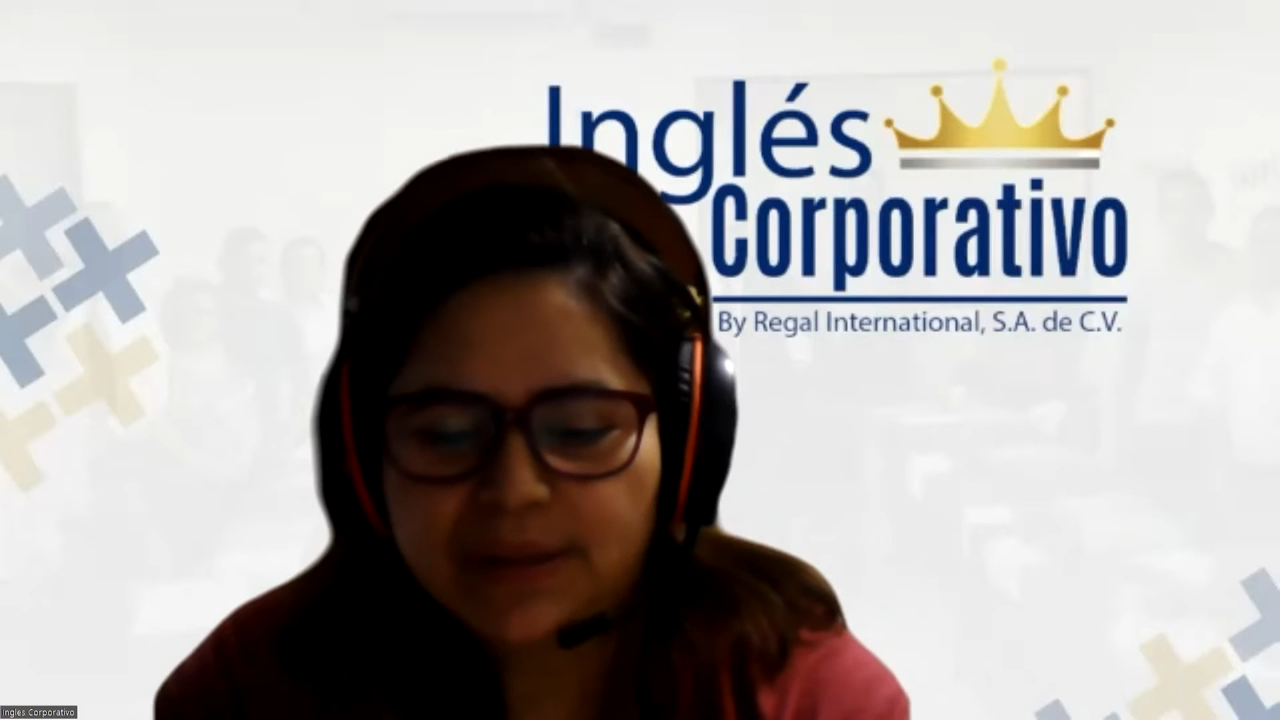 Inglés
Corporativo
By Regal International, S.A. de C.V.
Ingles Corporativo